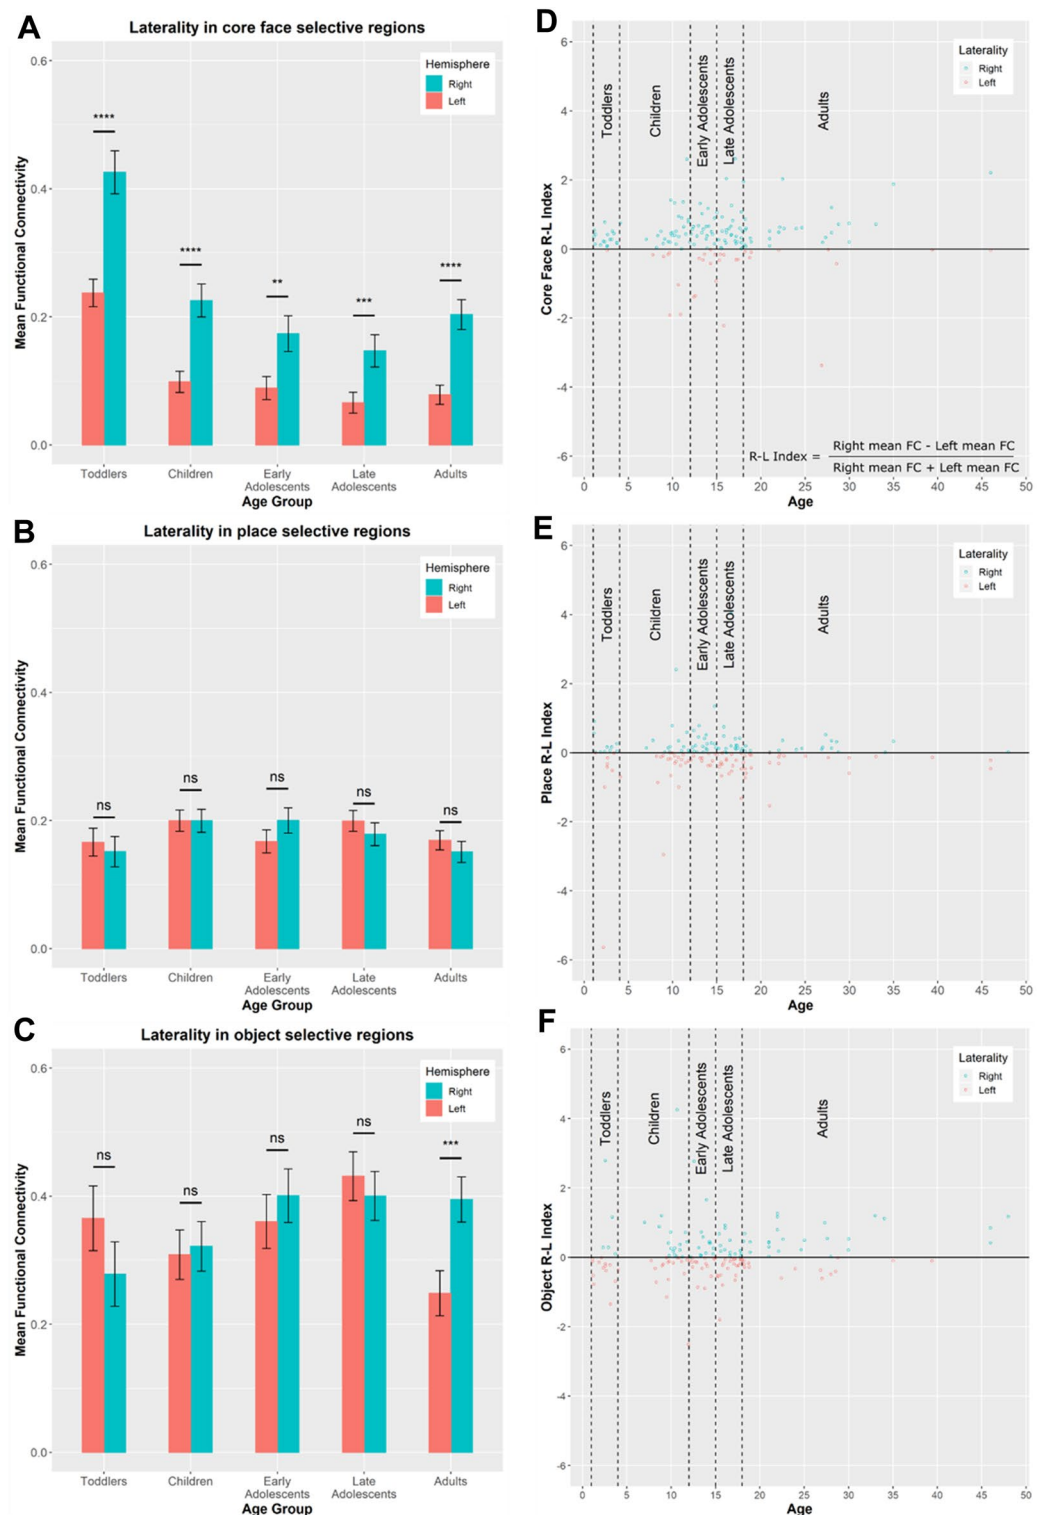 A
Laterality in core face selective regions
Hemisphere
Right
Left
Mean Functional Connectivity
0.6
0.4
0.2
0.0
****
****
**
***
****
Toddlers
Children
Early
Adolescents
Late
Adolescents
Adults
Age Group
D
Laterality
Right
Left
Core Face R-L Index
6
4
2
0
-2
-4
-6
Toddlers
Children
Early Adolescents
Late Adolescents
Adults
R-L Index =
Right mean FC - Left mean FC
Right mean FC + Left mean FC
0 5 10 15 20 25 30 35 40 45 50
Age
B
Laterality in place selective regions
Hemisphere
Right
Left
Mean Functional Connectivity
0.6
0.4
0.2
0.0
ns
ns
ns
ns
ns
Toddlers
Children
Early
Adolescents
Late
Adolescents
Adults
Age Group
E
Laterality
Right
Left
Place R-L Index
6
4
2
0
-2
-4
-6
Toddlers
Children
Early Adolescents
Late Adolescents
Adults
0 5 10 15 20 25 30 35 40 45 50
Age
C
Laterality in object selective regions
Hemisphere
Right
Left
Mean Functional Connectivity
0.6
0.4
0.2
0.0
ns
ns
ns
ns
***
Toddlers
Children
Early
Adolescents
Late
Adolescents
Adults
Age Group
F
Laterality
Right
Left
Object R-L Index
6
4
2
0
-2
-4
-6
Toddlers
Children
Early Adolescents
Late Adolescents
Adults
0 5 10 15 20 25 30 35 40 45 50
Age